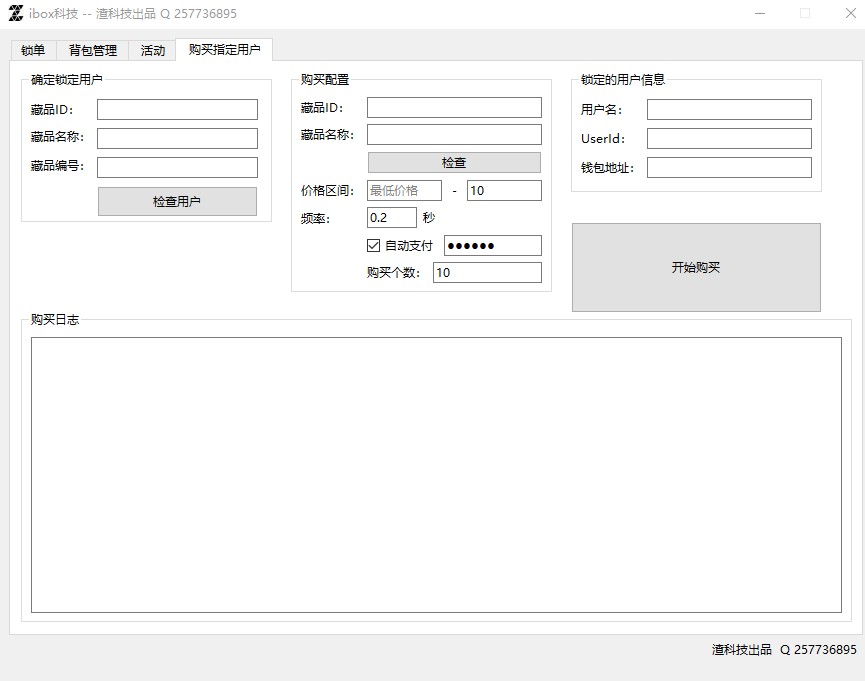 ibox科技 -- 渣科技出品 Q 257736895
锁单 背包管理 活动 购买指定用户
确定锁定用户
藏品ID：
藏品名称：
藏品编号：
检查用户
购买配置
藏品ID：
藏品名称：
检查
价格区间： 最低价格 - 10
频率： 0.2 秒
自动支付 ●●●●●●
购买个数： 10
锁定的用户信息
用户名：
UserId：
钱包地址：
开始购买
购买日志
渣科技出品 Q 257736895